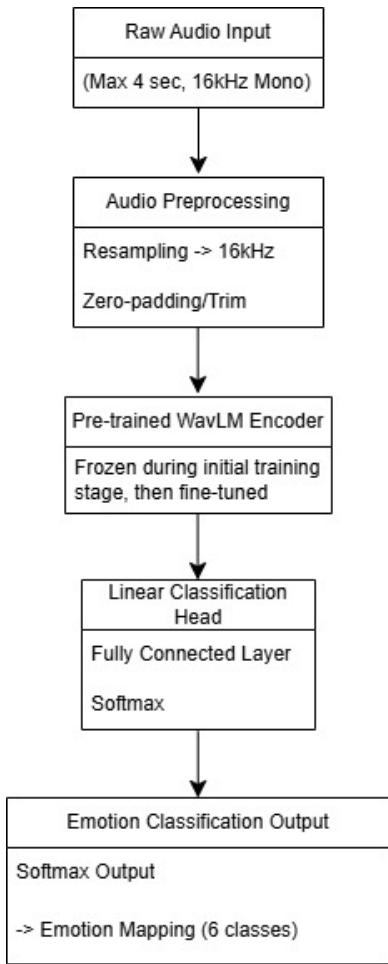 Raw Audio Input
(Max 4 sec, 16kHz Mono)
Audio Preprocessing
Resampling -> 16kHz
Zero-padding/Trim
Pre-trained WavLM Encoder
Frozen during initial training
stage, then fine-tuned
Linear Classification
Head
Fully Connected Layer
Softmax
Emotion Classification Output
Softmax Output
-> Emotion Mapping (6 classes)